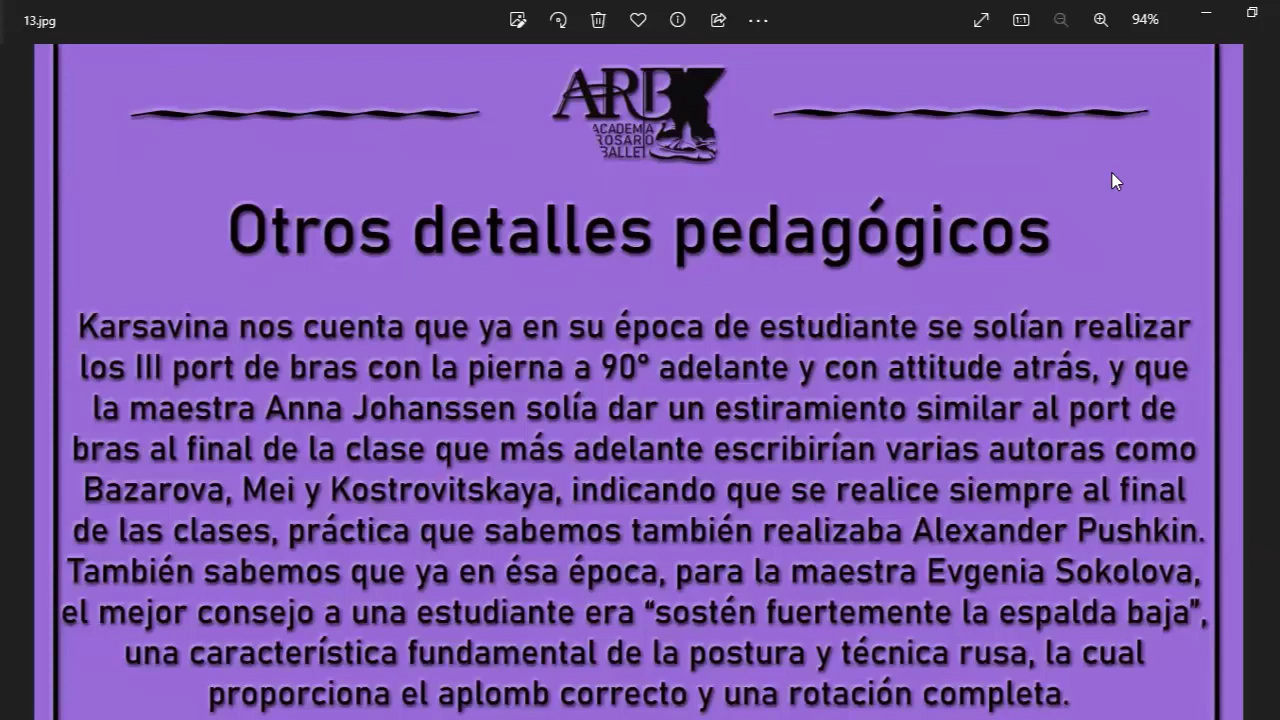 13.jpg
94%
ARB
ACADEMIA
ROSARIO
BALLET
Otros detalles pedagógicos
Karsavina nos cuenta que ya en su época de estudiante se solían realizar
los III port de bras con la pierna a 90° adelante y con attitude atrás, y que
la maestra Anna Johanssen solía dar un estiramiento similar al port de
bras al final de la clase que más adelante escribirían varias autoras como
Bazarova, Mei y Kostrovitskaya, indicando que se realice siempre al final
de las clases, práctica que sabemos también realizaba Alexander Pushkin.
También sabemos que ya en ésa época, para la maestra Evgenia Sokolova,
el mejor consejo a una estudiante era “sostén fuertemente la espalda baja”,
una característica fundamental de la postura y técnica rusa, la cual
proporciona el aplomb correcto y una rotación completa.